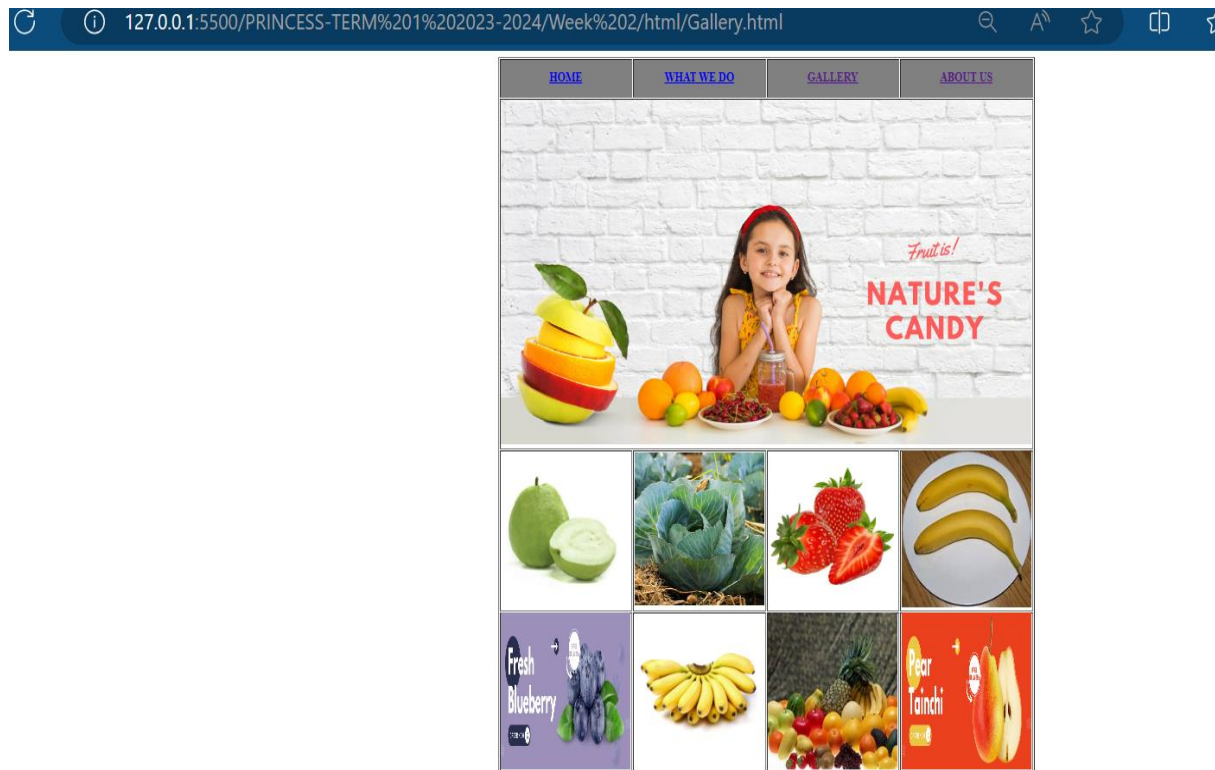 127.0.0.1:5500/PRINCESS-TERM%201%202023-2024/Week%202/html/Gallery.html
HOME WHAT WE DO GALLERY ABOUT US
Fruit is!
NATURE'S
CANDY
Fresh
Blueberry
Pear
Tainchi